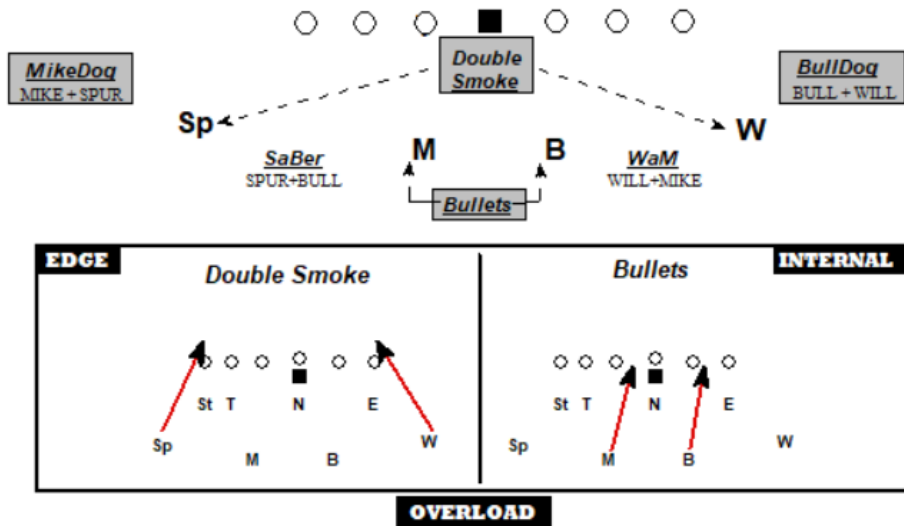 Double
Smoke
MikeDog
MIKE + SPUR
BullDog
BULL + WILL
Sp
W
M
B
SaBer
SPUR+BULL
WaM
WILL+MIKE
Bullets
EDGE
Double Smoke
St T N E
Sp
W
M B
Bullets
INTERNAL
St T N E
Sp
W
M B
OVERLOAD